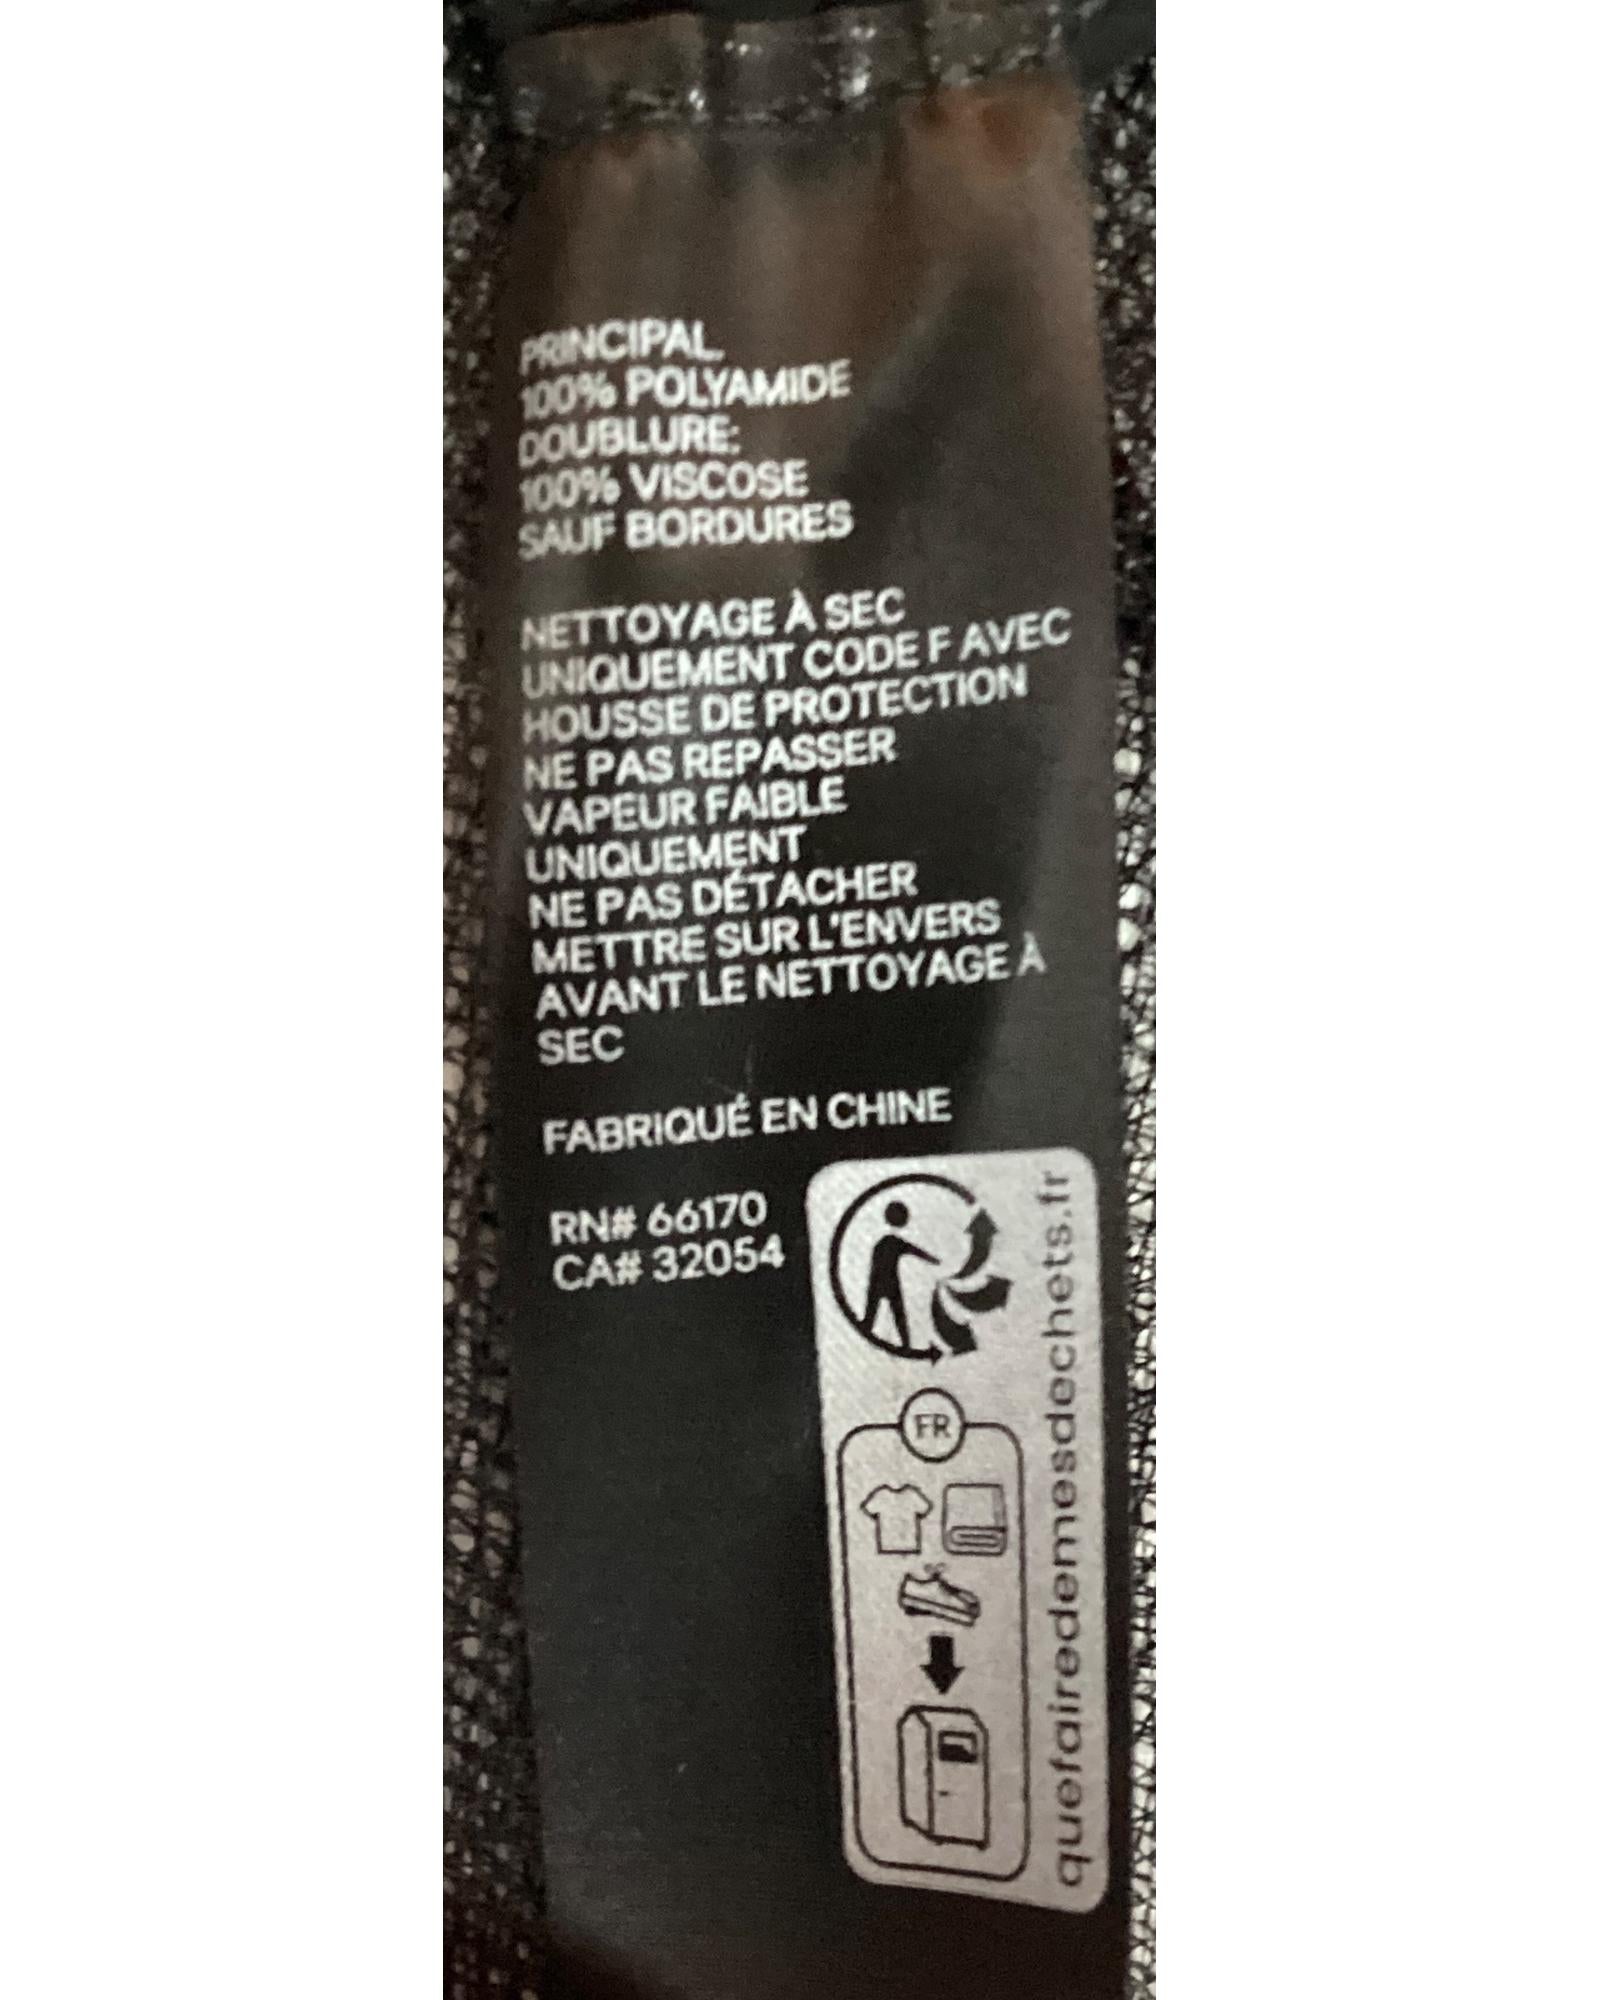 PRINCIPAL
100% POLYAMIDE
DOUBLURE:
100% VISCOSE
SAUF BORDURES
NETTOYAGE À SEC
UNIQUEMENT CODE F AVEC
HOUSSE DE PROTECTION
NE PAS REPASSER
VAPEUR FAIBLE
UNIQUEMENT
NE PAS DÉTACHER
METTRE SUR L'ENVERS
AVANT LE NETTOYAGE À
SEC
FABRIQUÉ EN CHINE
RN# 66170
CA# 32054
FR
quefairedemesdechets.fr